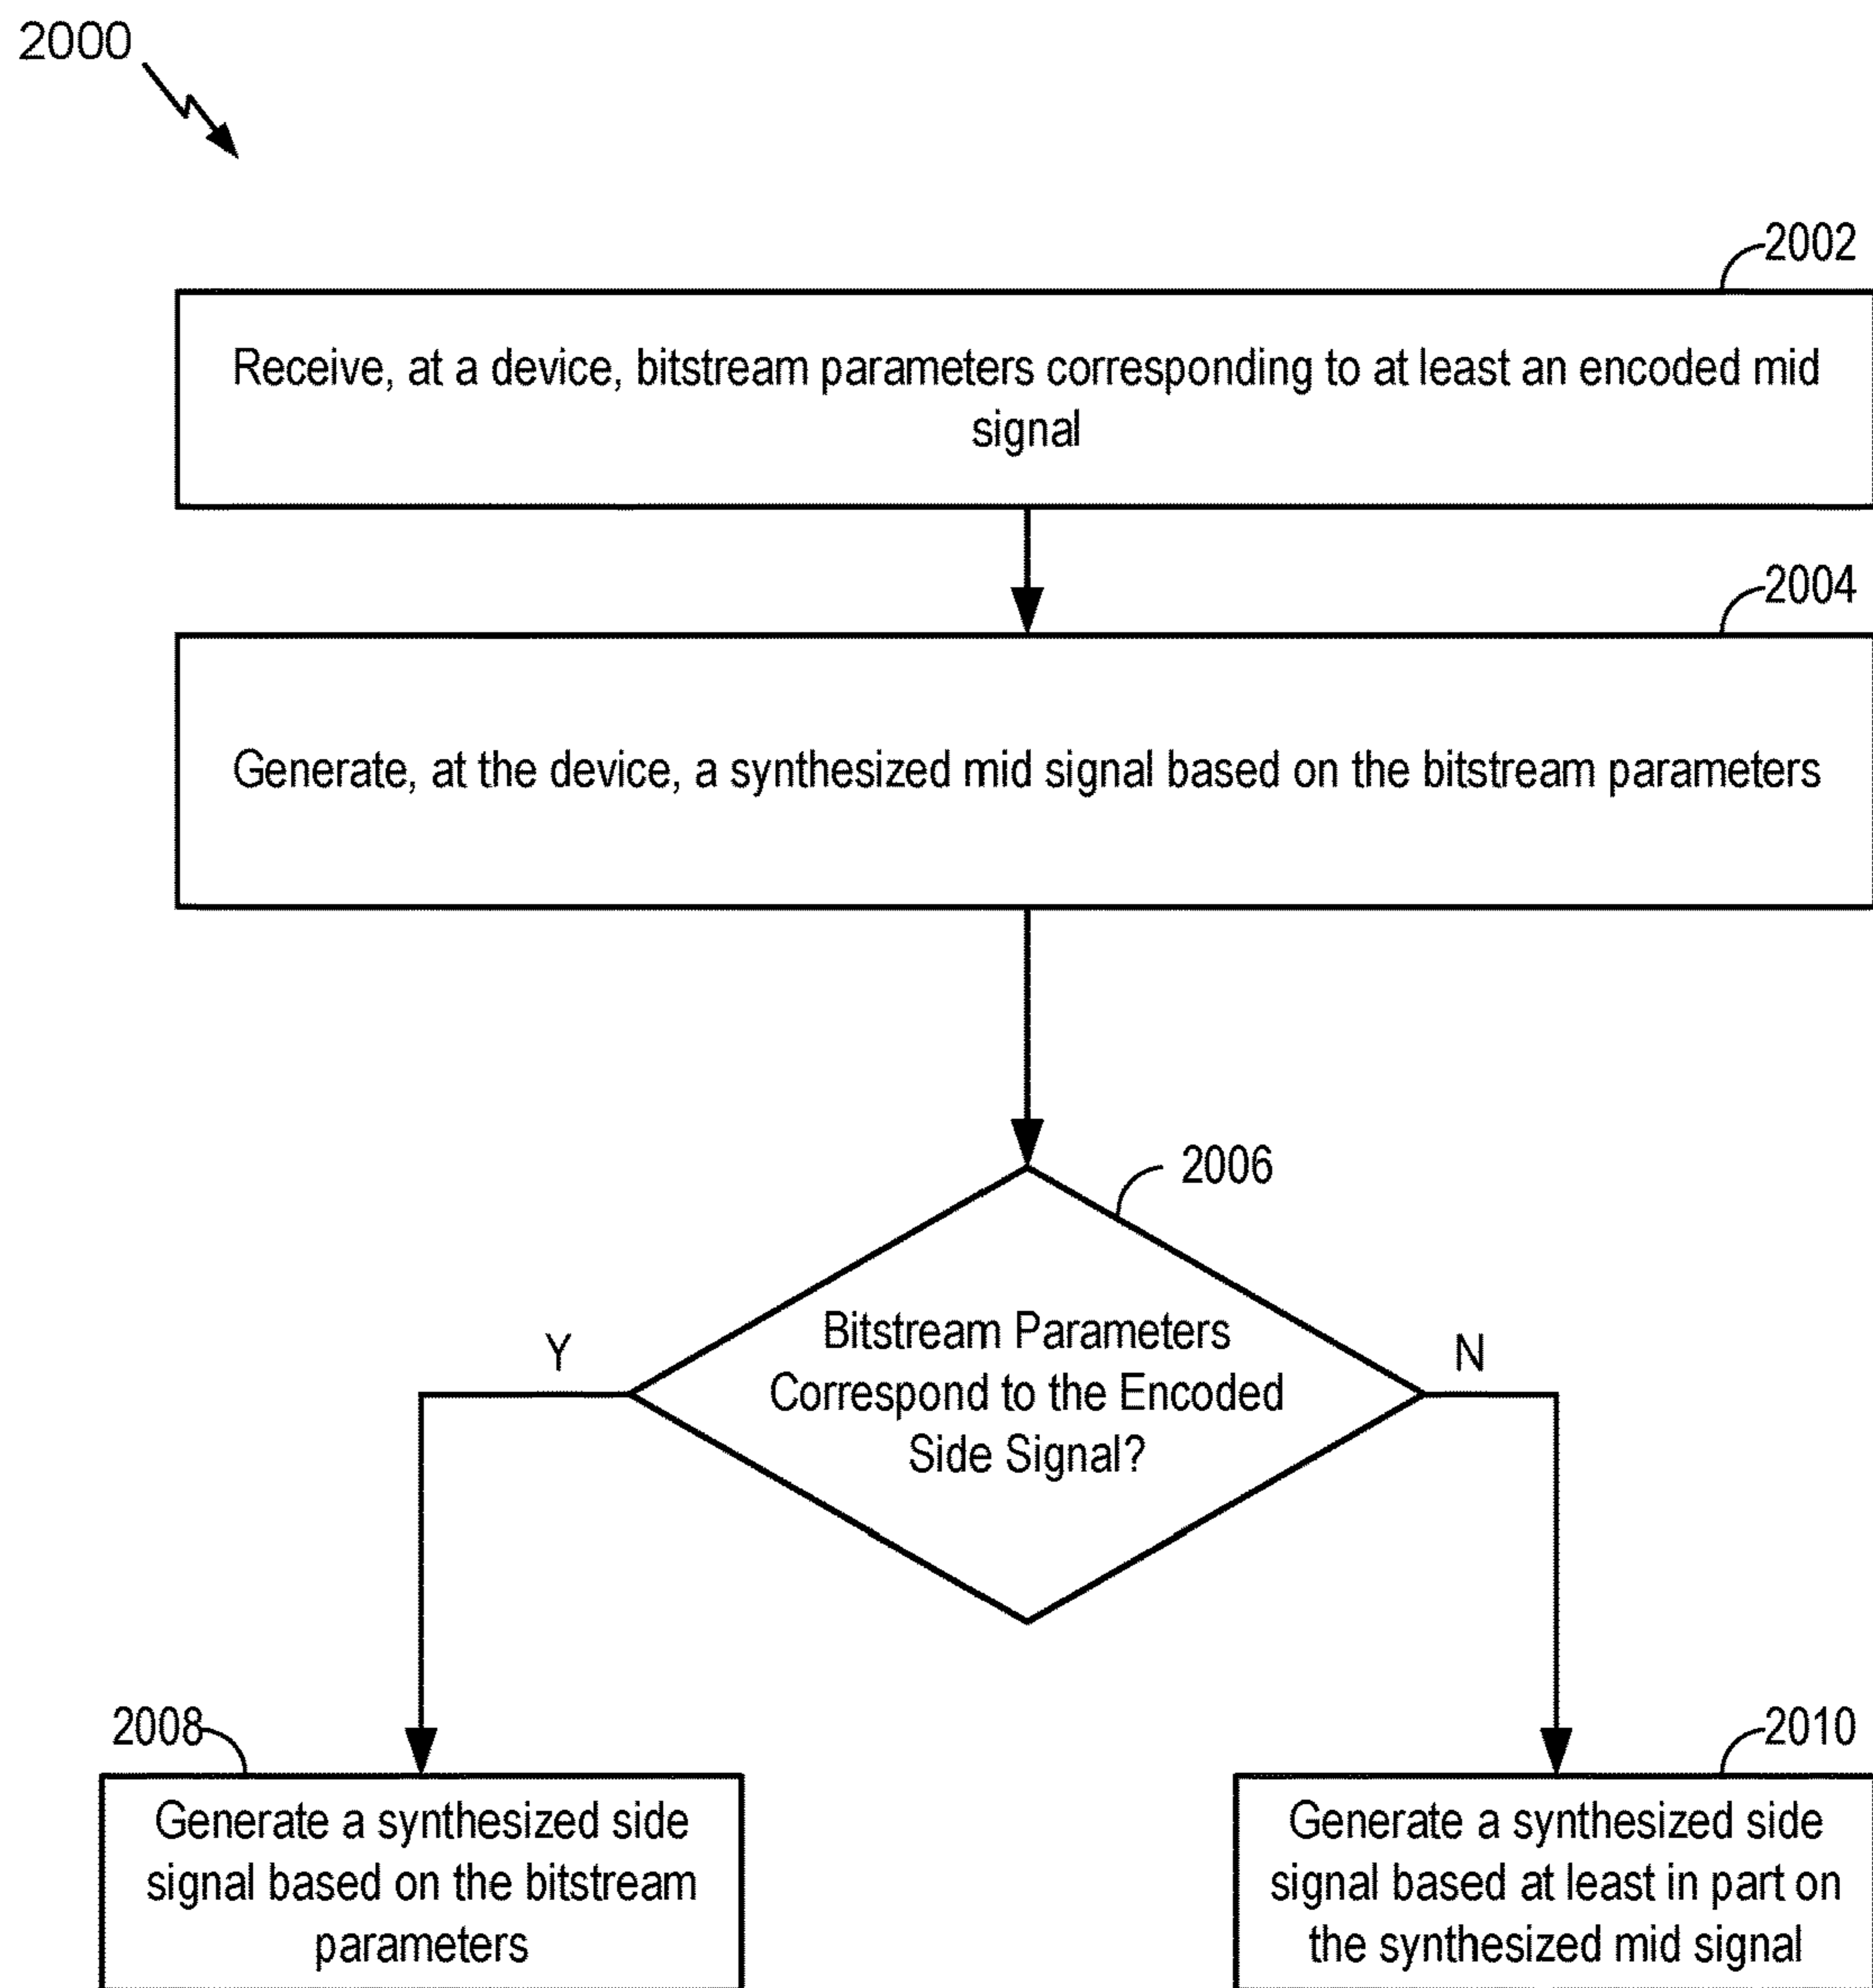 2000
2002
Receive, at a device, bitstream parameters corresponding to at least an encoded mid
signal
2004
Generate, at the device, a synthesized mid signal based on the bitstream parameters
2006
Bitstream Parameters
Correspond to the Encoded
Side Signal?
Y
N
2008
Generate a synthesized side
signal based on the bitstream
parameters
2010
Generate a synthesized side
signal based at least in part on
the synthesized mid signal